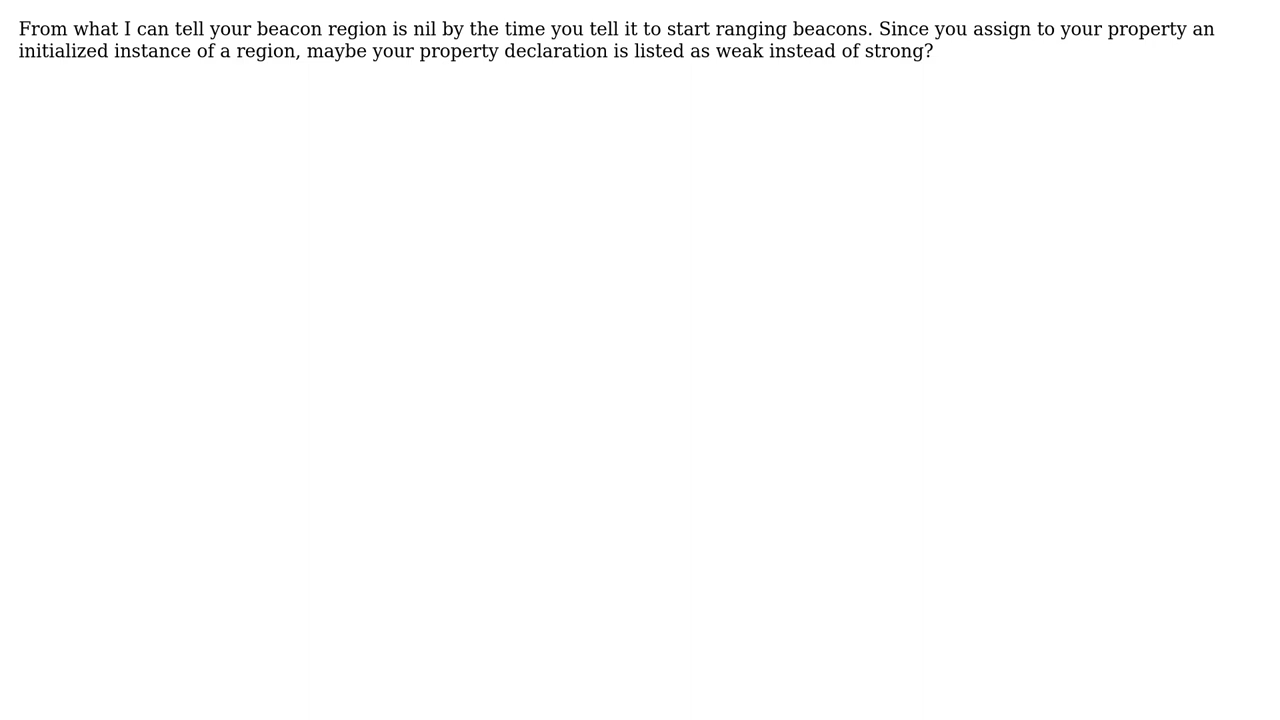 From what I can tell your beacon region is nil by the time you tell it to start ranging beacons. Since you assign to your property an
initialized instance of a region, maybe your property declaration is listed as weak instead of strong?